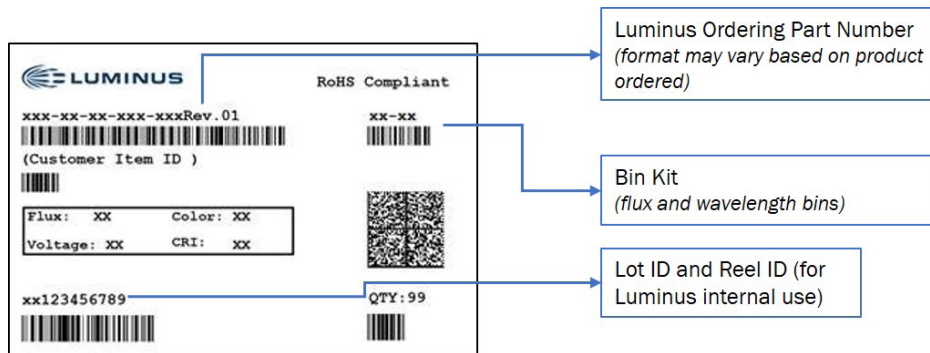 LUMINUS
RoHS Compliant
xxx-xx-xx-xxx-xxxRev.01
xx-xx
(Customer Item ID )
Flux: XX Color: XX
Voltage: XX CRI: XX
xx123456789
QTY:99
Luminus Ordering Part Number
(format may vary based on product
ordered)
Bin Kit
(flux and wavelength bins)
Lot ID and Reel ID (for
Luminus internal use)